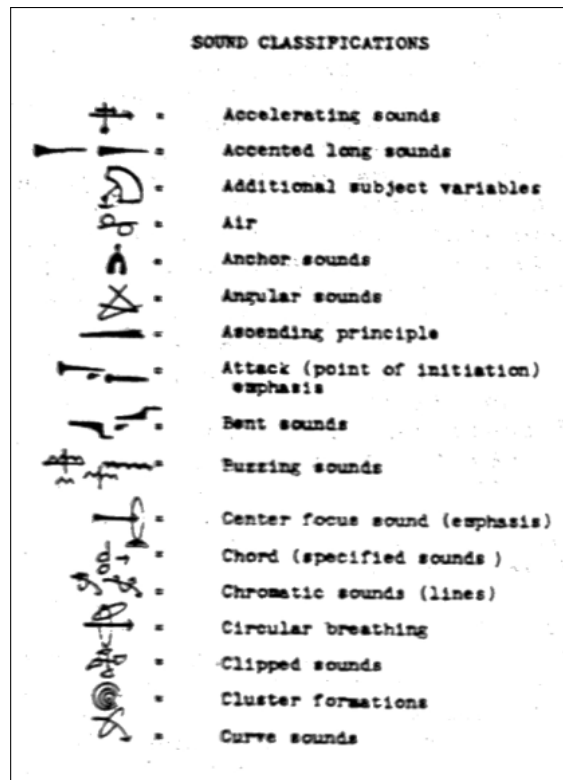 SOUND CLASSIFICATIONS
= Accelerating sounds
= Accented long sounds
= Additional subject variables
= Air
= Anchor sounds
= Angular sounds
= Ascending principle
= Attack (point of initiation)
emphasis
= Bent sounds
= Buzzing sounds
= Center focus sound (emphasis)
= Chord (specified sounds )
= Chromatic sounds (lines)
= Circular breathing
= Clipped sounds
= Cluster formations
= Curve sounds